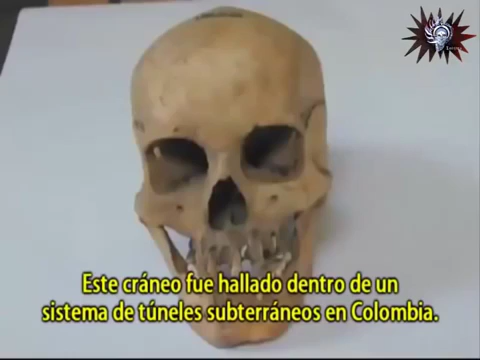 Este cráneo fue hallado dentro de un
sistema de túneles subterráneos en Colombia.